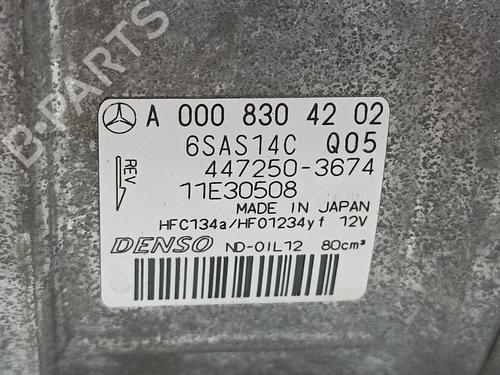 B-PARTS
A 000 830 42 02
6SAS14C Q05
REV
447250-3674
11E30508
MADE IN JAPAN
HFC134a/HFO1234yf 12V
DENSO ND-OIL12 80cm³